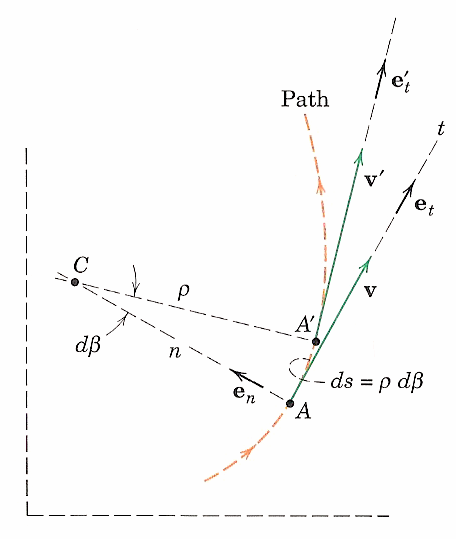 e′t
Path
t
v′
et
C
v
ρ
A′
dβ
n
ds = ρ dβ
en
A